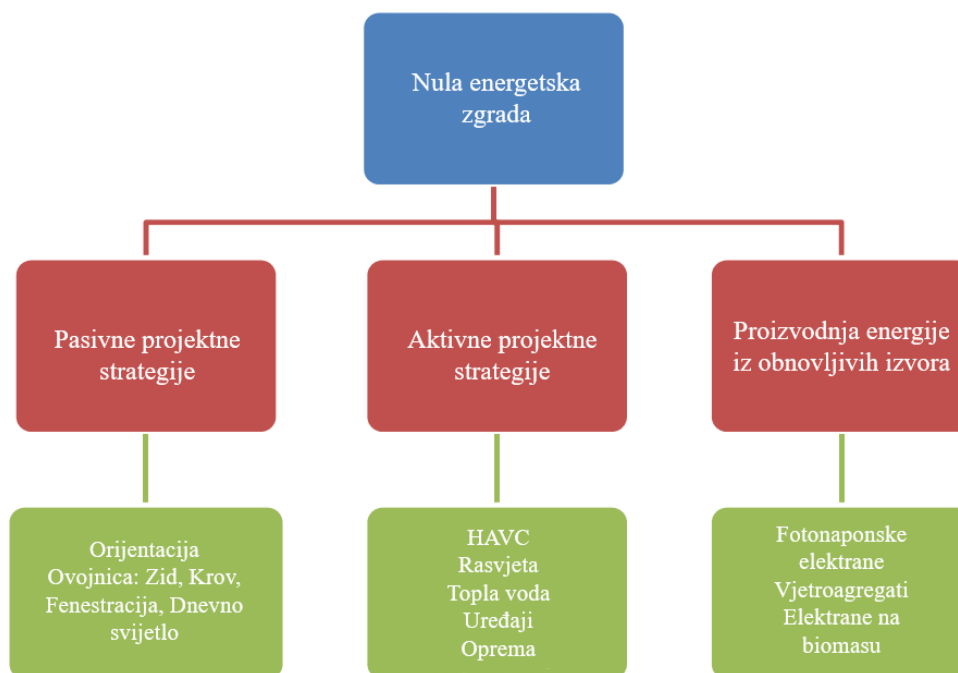 Nula energetska
zgrada
Pasivne projektne
strategije
Aktivne projektne
strategije
Proizvodnja energije
iz obnovljivih izvora
Orijentacija
Ovojnica: Zid, Krov,
Fenestracija, Dnevno
svijetlo
HAVC
Rasvjeta
Topla voda
Uređaji
Oprema
Fotonaponske
elektrane
Vjetroagregati
Elektrane na
biomasu